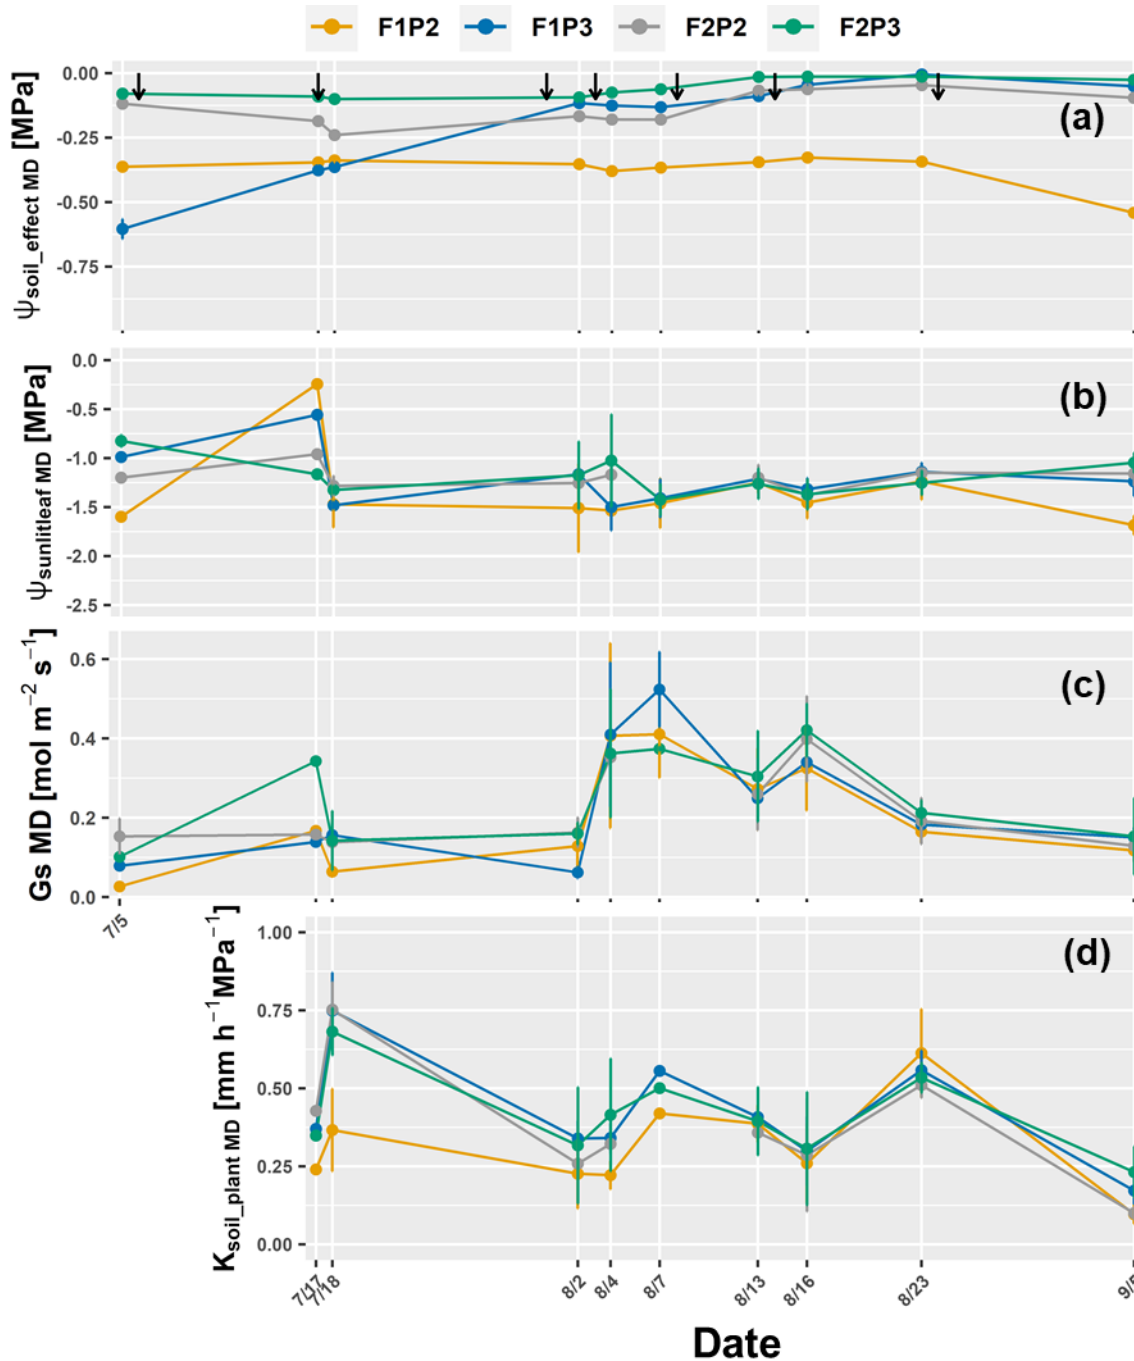 F1P2 F1P3 F2P2 F2P3
(a)
Ψsoil_effect MD [MPa]
0.00
-0.25
-0.50
-0.75
(b)
Ψsunlitleaf MD [MPa]
0.0
-0.5
-1.0
-1.5
-2.0
-2.5
(c)
Gs MD [mol m−2 s−1]
0.6
0.4
0.2
0.0
7/5
(d)
Ksoil_plant MD [mm h−1MPa−1]
1.00
0.75
0.50
0.25
0.00
7/17 7/18 8/2 8/4 8/7 8/13 8/16 8/23
Date